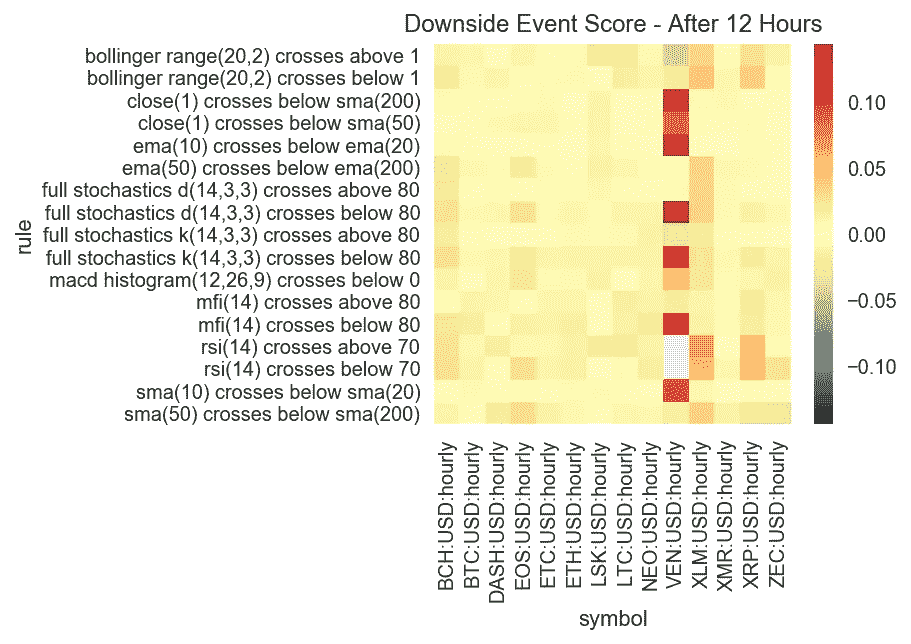 Downside Event Score - After 12 Hours
bollinger range(20,2) crosses above 1
bollinger range(20,2) crosses below 1
close(1) crosses below sma(200)
close(1) crosses below sma(50)
ema(10) crosses below ema(20)
ema(50) crosses below ema(200)
full stochastics d(14,3,3) crosses above 80
full stochastics d(14,3,3) crosses below 80
full stochastics k(14,3,3) crosses above 80
full stochastics k(14,3,3) crosses below 80
macd histogram(12,26,9) crosses below 0
mfi(14) crosses above 80
mfi(14) crosses below 80
rsi(14) crosses above 70
rsi(14) crosses below 70
sma(10) crosses below sma(20)
sma(50) crosses below sma(200)
rule
0.10
0.05
0.00
−0.05
−0.10
BCH:USD:hourly
BTC:USD:hourly
DASH:USD:hourly
EOS:USD:hourly
ETC:USD:hourly
ETH:USD:hourly
LSK:USD:hourly
LTC:USD:hourly
NEO:USD:hourly
VEN:USD:hourly
XLM:USD:hourly
XMR:USD:hourly
XRP:USD:hourly
ZEC:USD:hourly
symbol